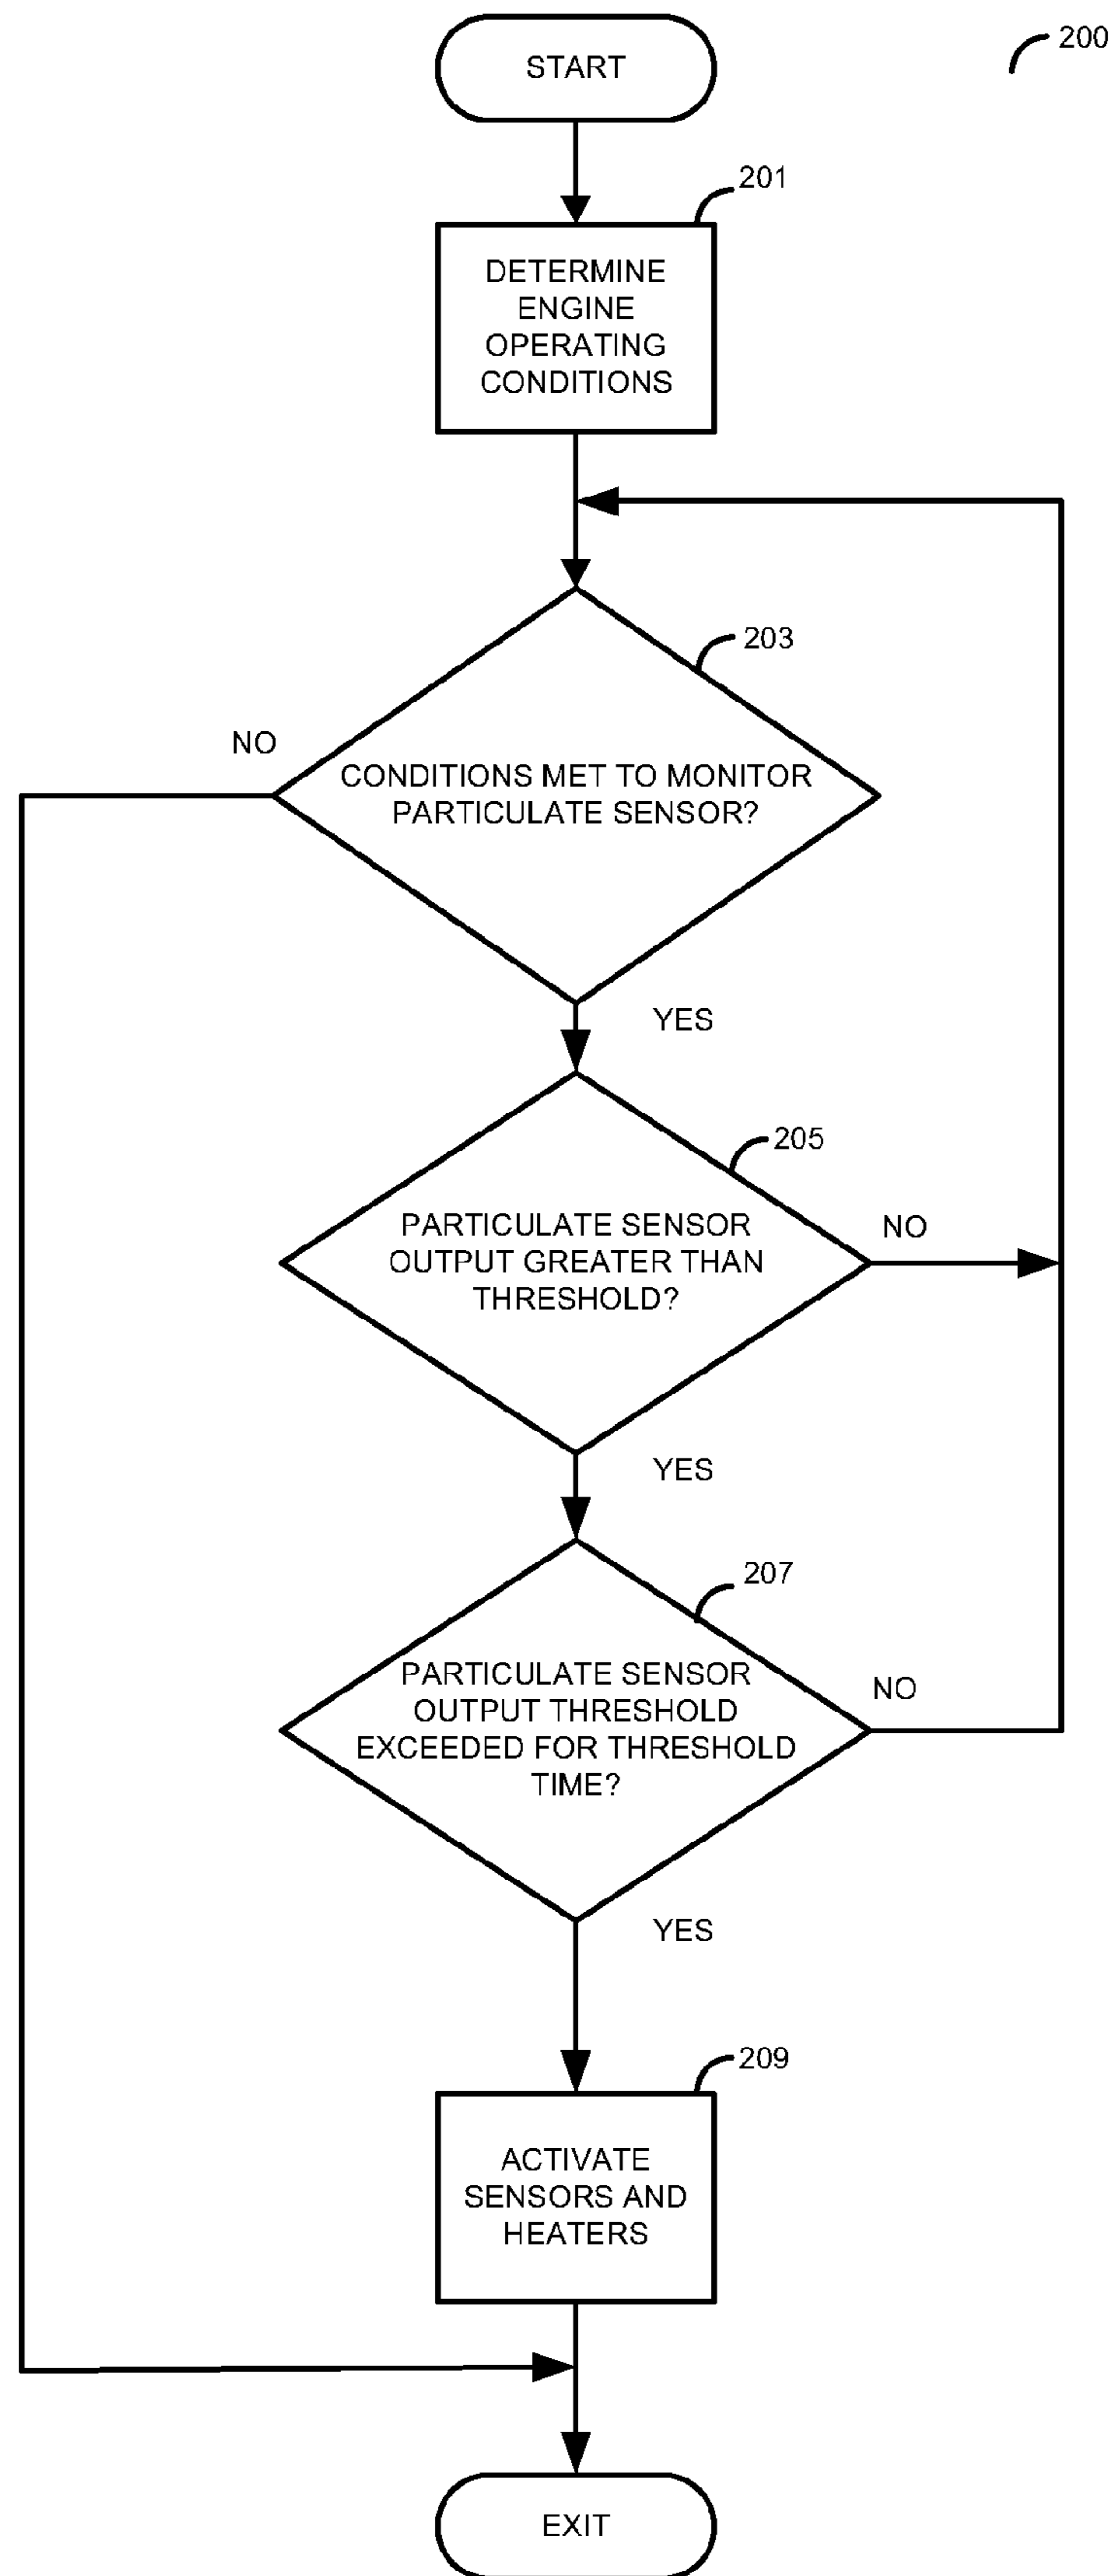 START
200
201
DETERMINE
ENGINE
OPERATING
CONDITIONS
203
NO
CONDITIONS MET TO MONITOR
PARTICULATE SENSOR?
YES
205
PARTICULATE SENSOR
OUTPUT GREATER THAN
THRESHOLD?
NO
YES
207
PARTICULATE SENSOR
OUTPUT THRESHOLD
EXCEEDED FOR THRESHOLD
TIME?
NO
YES
209
ACTIVATE
SENSORS AND
HEATERS
EXIT